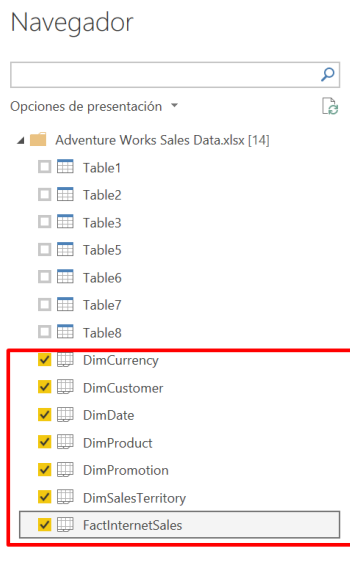 Navegador
Opciones de presentación
Adventure Works Sales Data.xlsx [14]
Table1
Table2
Table3
Table5
Table6
Table7
Table8
DimCurrency
DimCustomer
DimDate
DimProduct
DimPromotion
DimSalesTerritory
FactInternetSales